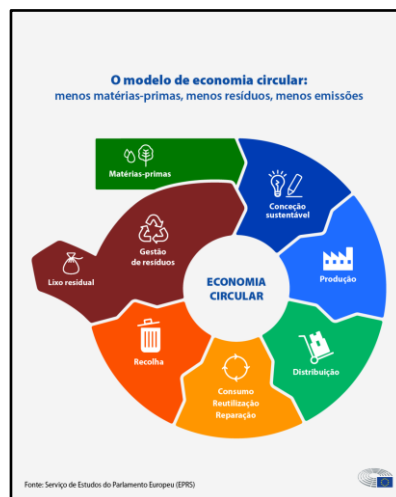 O modelo de economia circular:
menos matérias-primas, menos resíduos, menos emissões
Matérias-primas
Conceção
sustentável
Produção
Distribuição
Consumo
Reutilização
Reparação
Recolha
Gestão
de resíduos
Lixo residual
ECONOMIA
CIRCULAR
Fonte: Serviço de Estudos do Parlamento Europeu (EPRS)